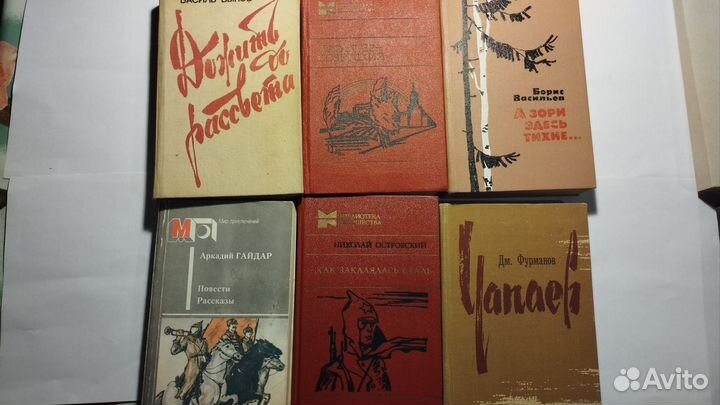 ВАСИЛЬ БЫКОВ
Дожить
до
рассвета
Борис
Васильев
А ЗОРИ
ЗДЕСЬ
ТИХИЕ...
Мир приключений
Аркадий ГАЙДАР
Повести
Рассказы
БИБЛИОТЕКА
ЮНОШЕСТВА
НИКОЛАЙ ОСТРОВСКИЙ
КАК ЗАКАЛЯЛАСЬ СТАЛЬ
Дм. Фурманов
Чапаев
Avito